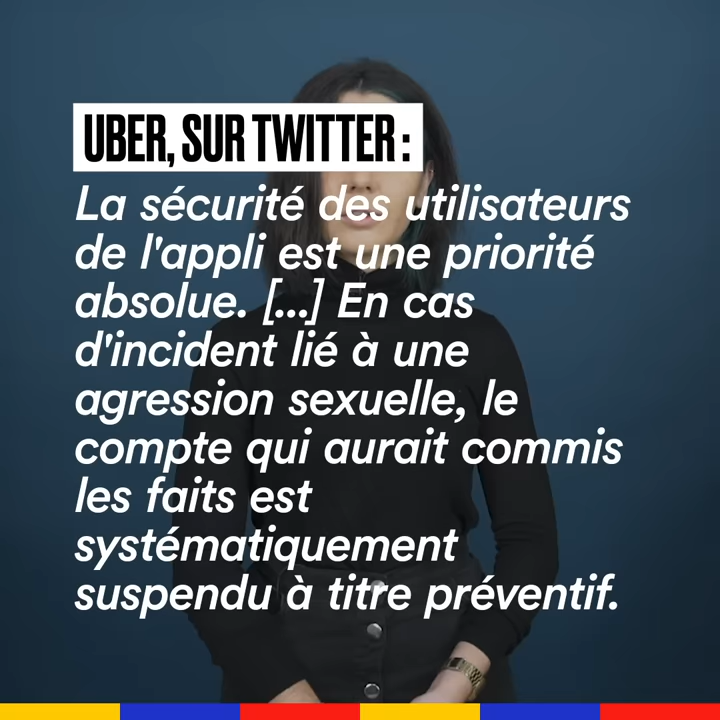 UBER, SUR TWITTER :
La sécurité des utilisateurs
de l'appli est une priorité
absolue. [...] En cas
d'incident lié à une
agression sexuelle, le
compte qui aurait commis
les faits est
systématiquement
suspendu à titre préventif.